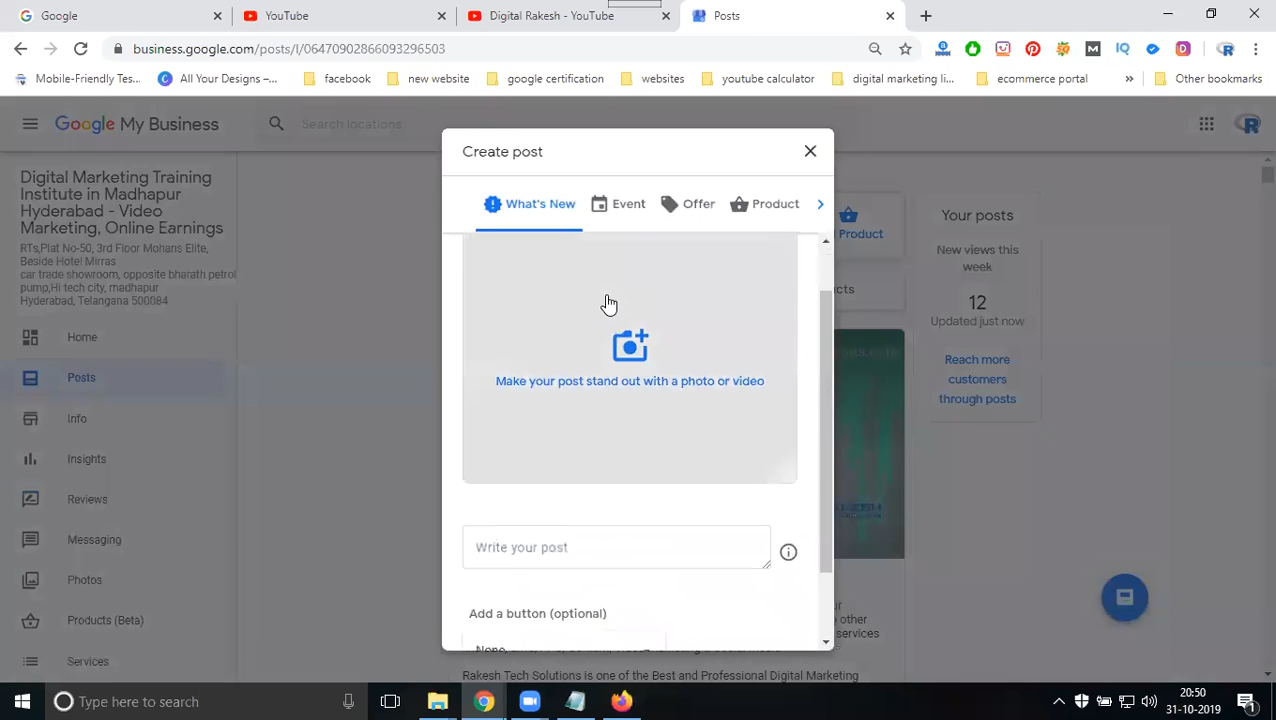 Google
YouTube
Digital Rakesh - YouTube
Posts
business.google.com/posts/l/06470902866093296503
Mobile-Friendly Tes...
All Your Designs –...
facebook
new website
google certification
websites
youtube calculator
digital marketing li...
ecommerce portal
»
Other bookmarks
Google My Business
Search locations
Digital Marketing Training
Institute in Madhapur
Hyderabad - Video
Marketing, Online Earnings
RTs,Plat No-50, 3rd Floor Mohans Elite,
Beside Hotel Mirras
car trade showroom, opposite bharath petrol
pump,Hi tech city, madhapur
Hyderabad, Telangana 500084
Home
Posts
Info
Insights
Reviews
Messaging
Photos
Products (Beta)
Services
Create post
What's New
Event
Offer
Product
Make your post stand out with a photo or video
Write your post
Add a button (optional)
None
Product
Your posts
New views this
week
12
Updated just now
Reach more
customers
through posts
other
services
Rakesh Tech Solutions is one of the Best and Professional Digital Marketing
Type here to search
20:50
31-10-2019